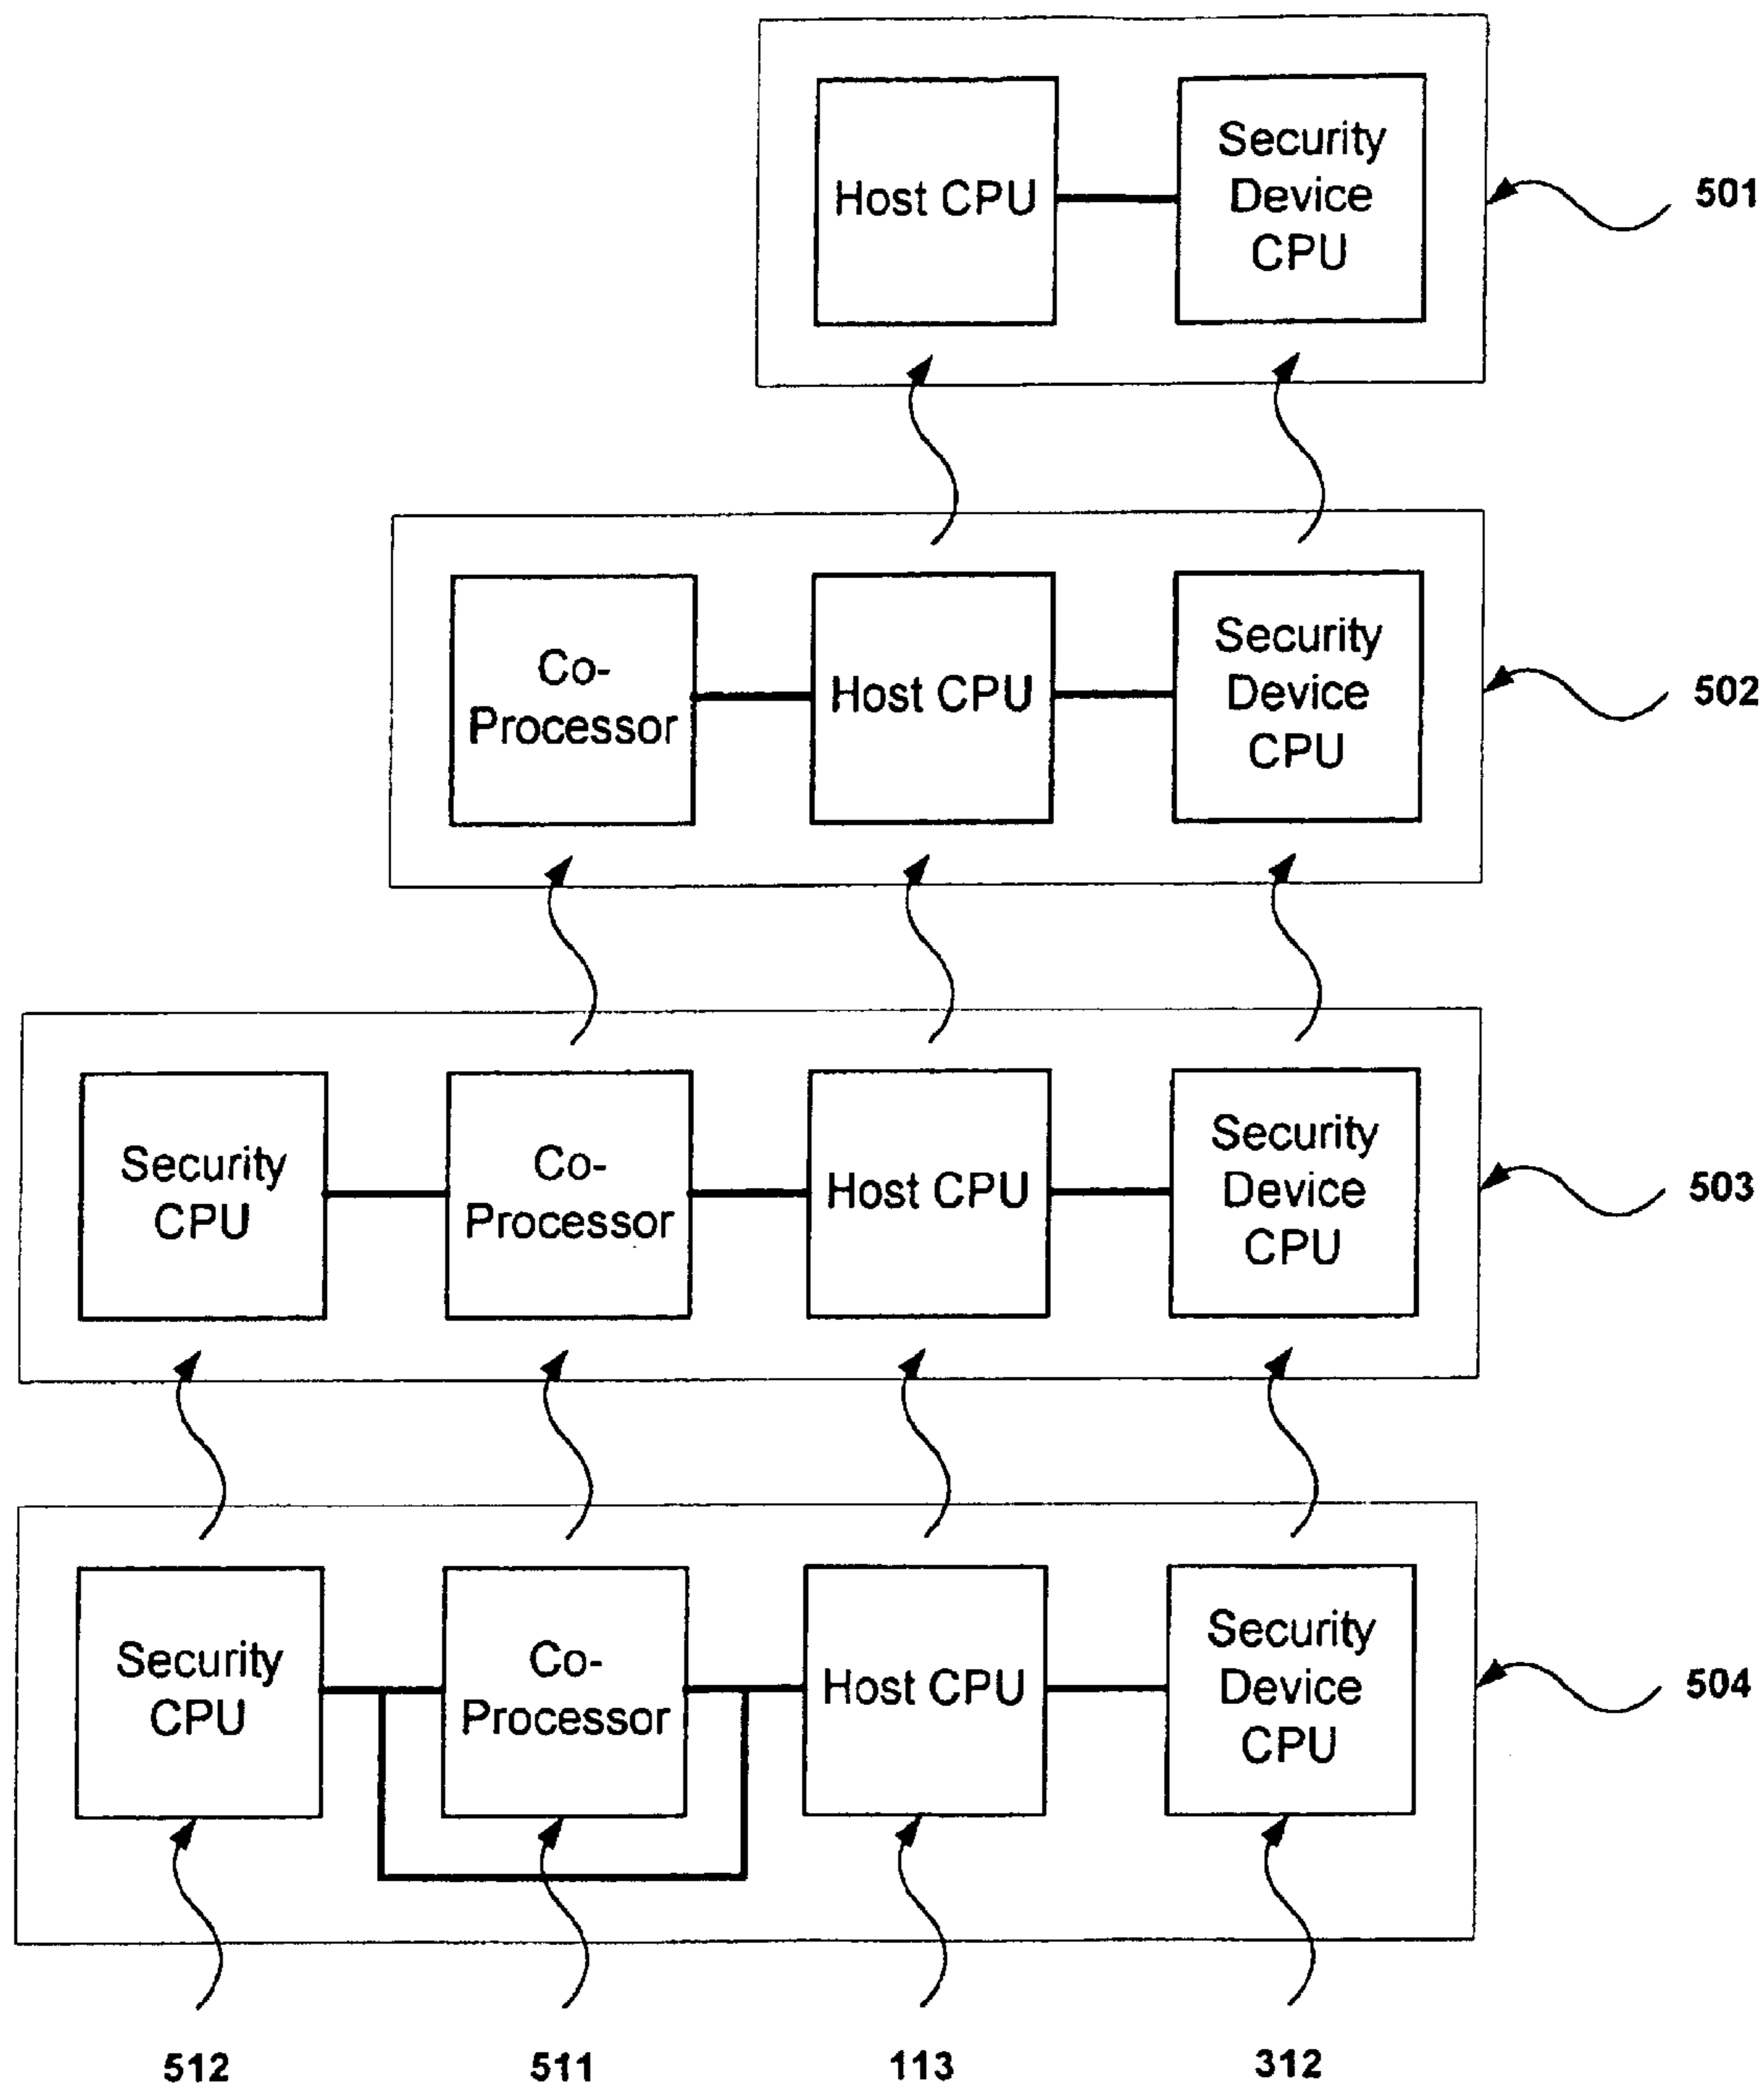 Host CPU
Security
Device
CPU
501
Co-
Processor
Host CPU
Security
Device
CPU
502
Security
CPU
Co-
Processor
Host CPU
Security
Device
CPU
503
Security
CPU
Co-
Processor
Host CPU
Security
Device
CPU
504
512
511
113
312